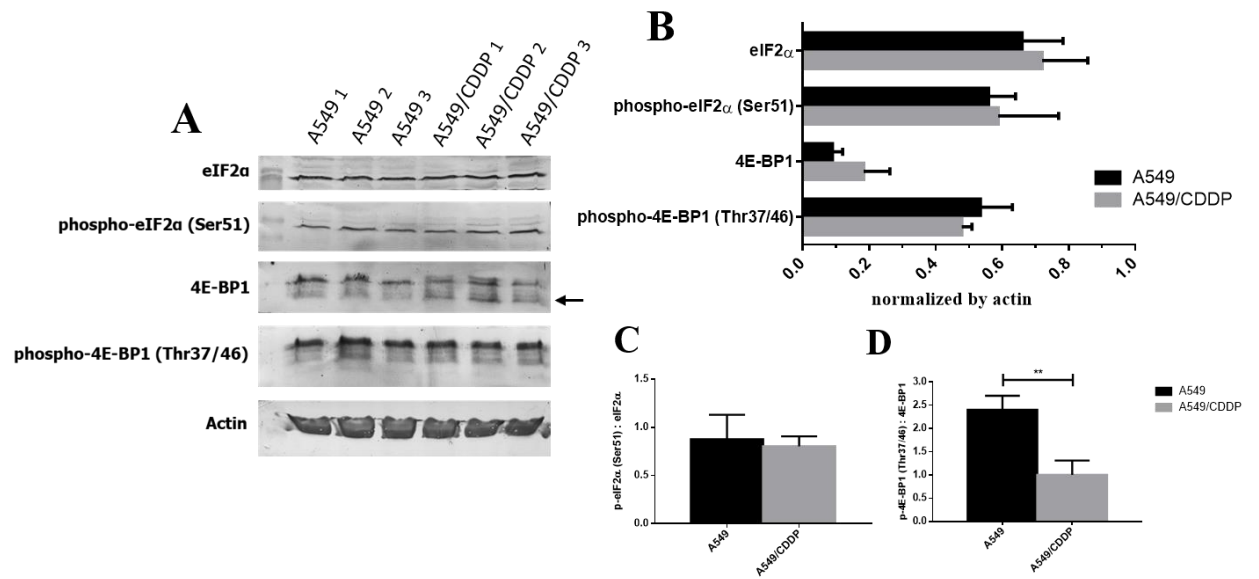 A
A549 1
A549 2
A549 3
A549/CDDP 1
A549/CDDP 2
A549/CDDP 3
eIF2α
phospho-eIF2α (Ser51)
4E-BP1
phospho-4E-BP1 (Thr37/46)
Actin
B
eIF2α
phospho-eIF2α (Ser51)
4E-BP1
phospho-4E-BP1 (Thr37/46)
0.0 0.2 0.4 0.6 0.8 1.0
normalized by actin
A549
A549/CDDP
C
p-eIF2α (Ser51) : eIF2α
1.5
1.0
0.5
0.0
A549
A549/CDDP
D
p-4E-BP1 (Thr37/46) : 4E-BP1
3.0
2.5
2.0
1.5
1.0
0.5
0.0
**
A549
A549/CDDP
A549
A549/CDDP